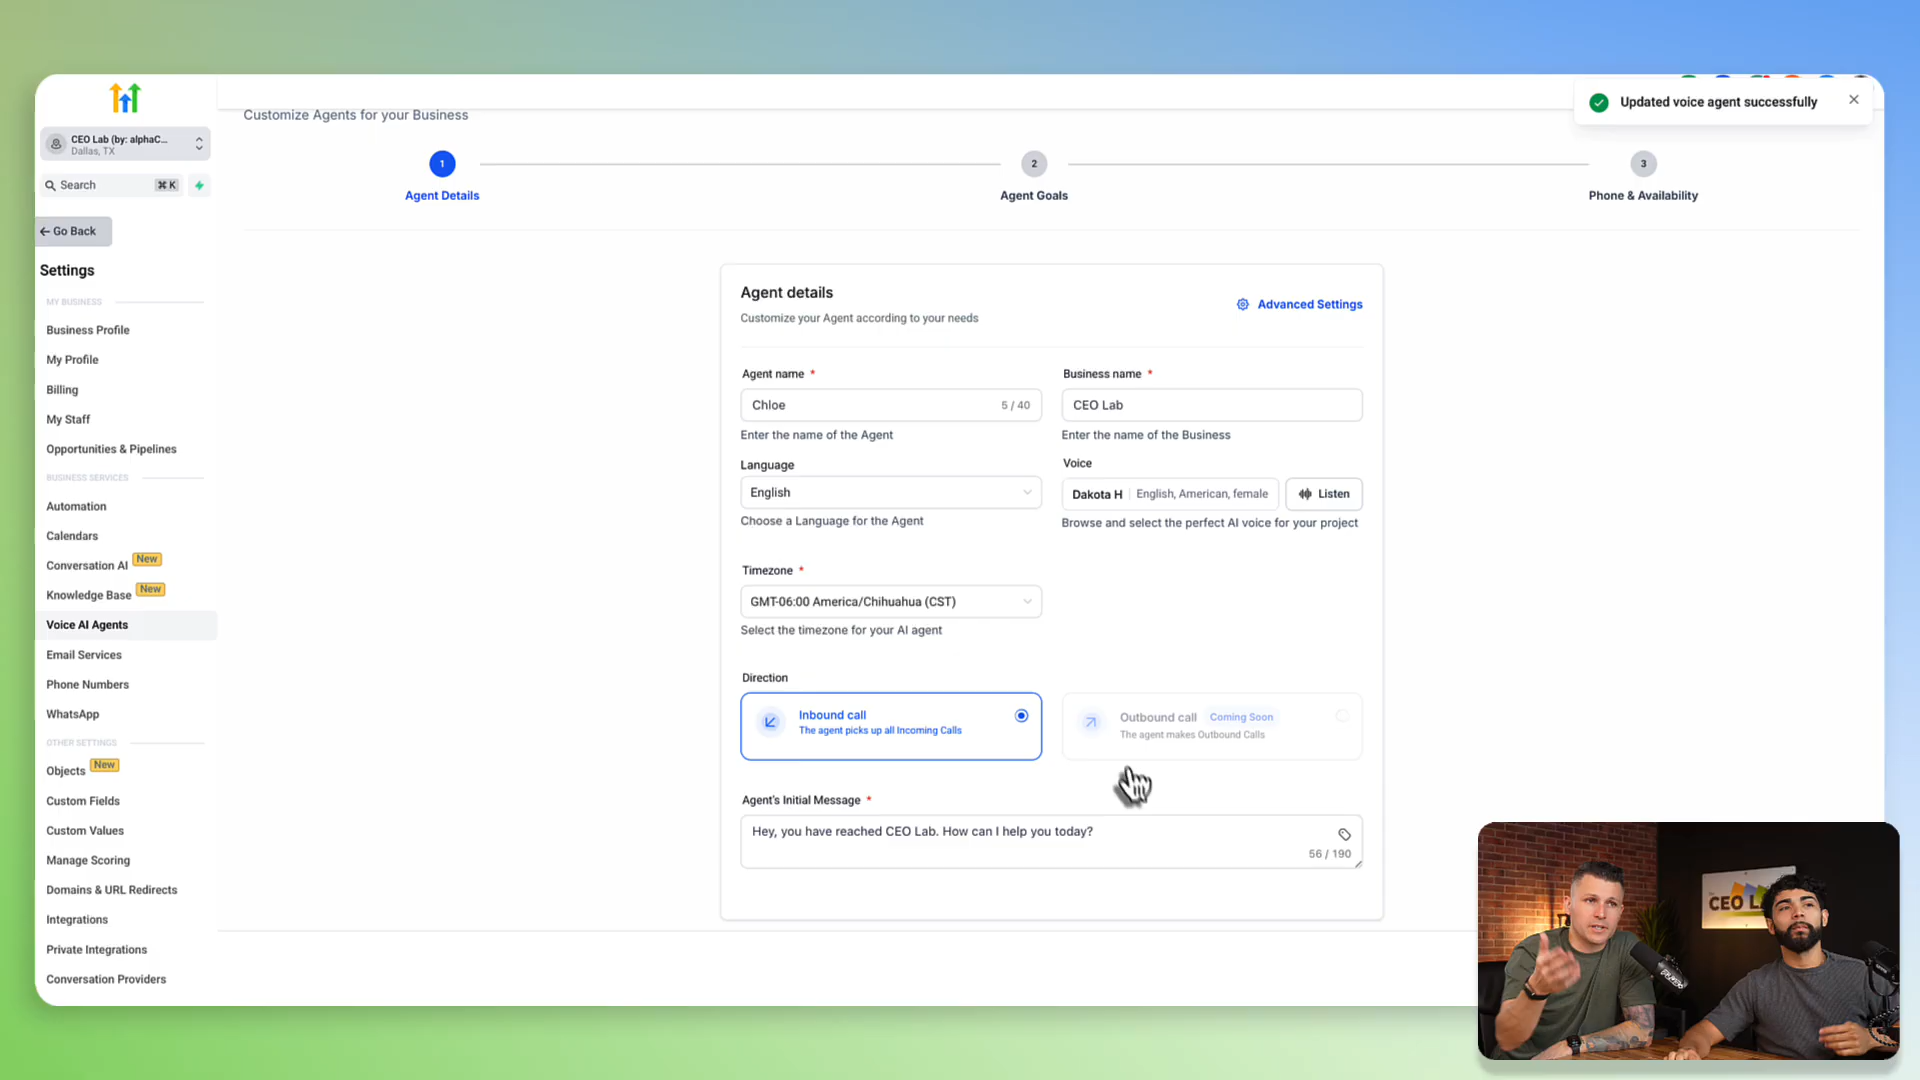 Updated voice agent successfully
CEO Lab (by: alphaC...
Dallas, TX
Search ⌘ K
← Go Back
Settings
MY BUSINESS
Business Profile
My Profile
Billing
My Staff
Opportunities & Pipelines
BUSINESS SERVICES
Automation
Calendars
Conversation AI New
Knowledge Base New
Voice AI Agents
Email Services
Phone Numbers
WhatsApp
OTHER SETTINGS
Objects New
Custom Fields
Custom Values
Manage Scoring
Domains & URL Redirects
Integrations
Private Integrations
Conversation Providers
Customize Agents for your Business
1 2 3
Agent Details Agent Goals Phone & Availability
Agent details
Customize your Agent according to your needs
Advanced Settings
Agent name * Business name *
Chloe 5 / 40 CEO Lab
Enter the name of the Agent Enter the name of the Business
Language Voice
English Dakota H English, American, female Listen
Choose a Language for the Agent Browse and select the perfect AI voice for your project
Timezone *
GMT-06:00 America/Chihuahua (CST)
Select the timezone for your AI agent
Direction
Inbound call
The agent picks up all Incoming Calls
Outbound call Coming Soon
The agent makes Outbound Calls
Agent's Initial Message *
Hey, you have reached CEO Lab. How can I help you today?
56 / 190
CEO